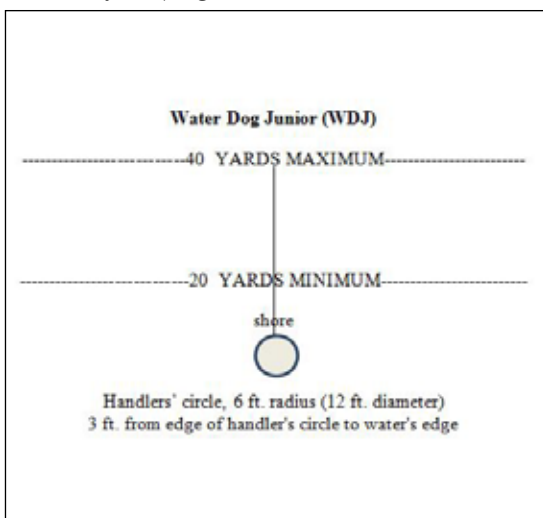 Water Dog Junior (WDJ)
----------------------------40 YARDS MAXIMUM------------------------
----------------------------20 YARDS MINIMUM-------------------------
shore
Handlers' circle, 6 ft. radius (12 ft. diameter)
3 ft. from edge of handler's circle to water's edge